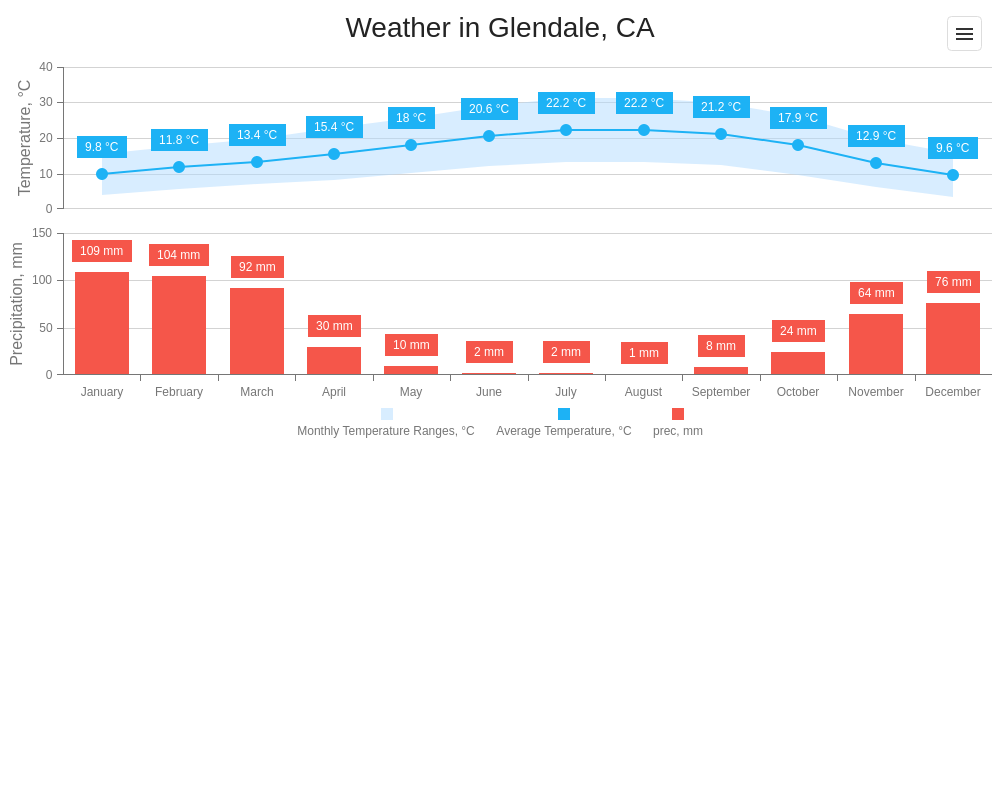 Weather in Glendale, CA
Temperature, °C
40
30
20
10
0
9.8 °C
11.8 °C
13.4 °C
15.4 °C
18 °C
20.6 °C
22.2 °C
22.2 °C
21.2 °C
17.9 °C
12.9 °C
9.6 °C
Precipitation, mm
150
100
50
0
109 mm
104 mm
92 mm
30 mm
10 mm
2 mm
2 mm
1 mm
8 mm
24 mm
64 mm
76 mm
January February March April May June July August September October November December
Monthly Temperature Ranges, °C Average Temperature, °C prec, mm